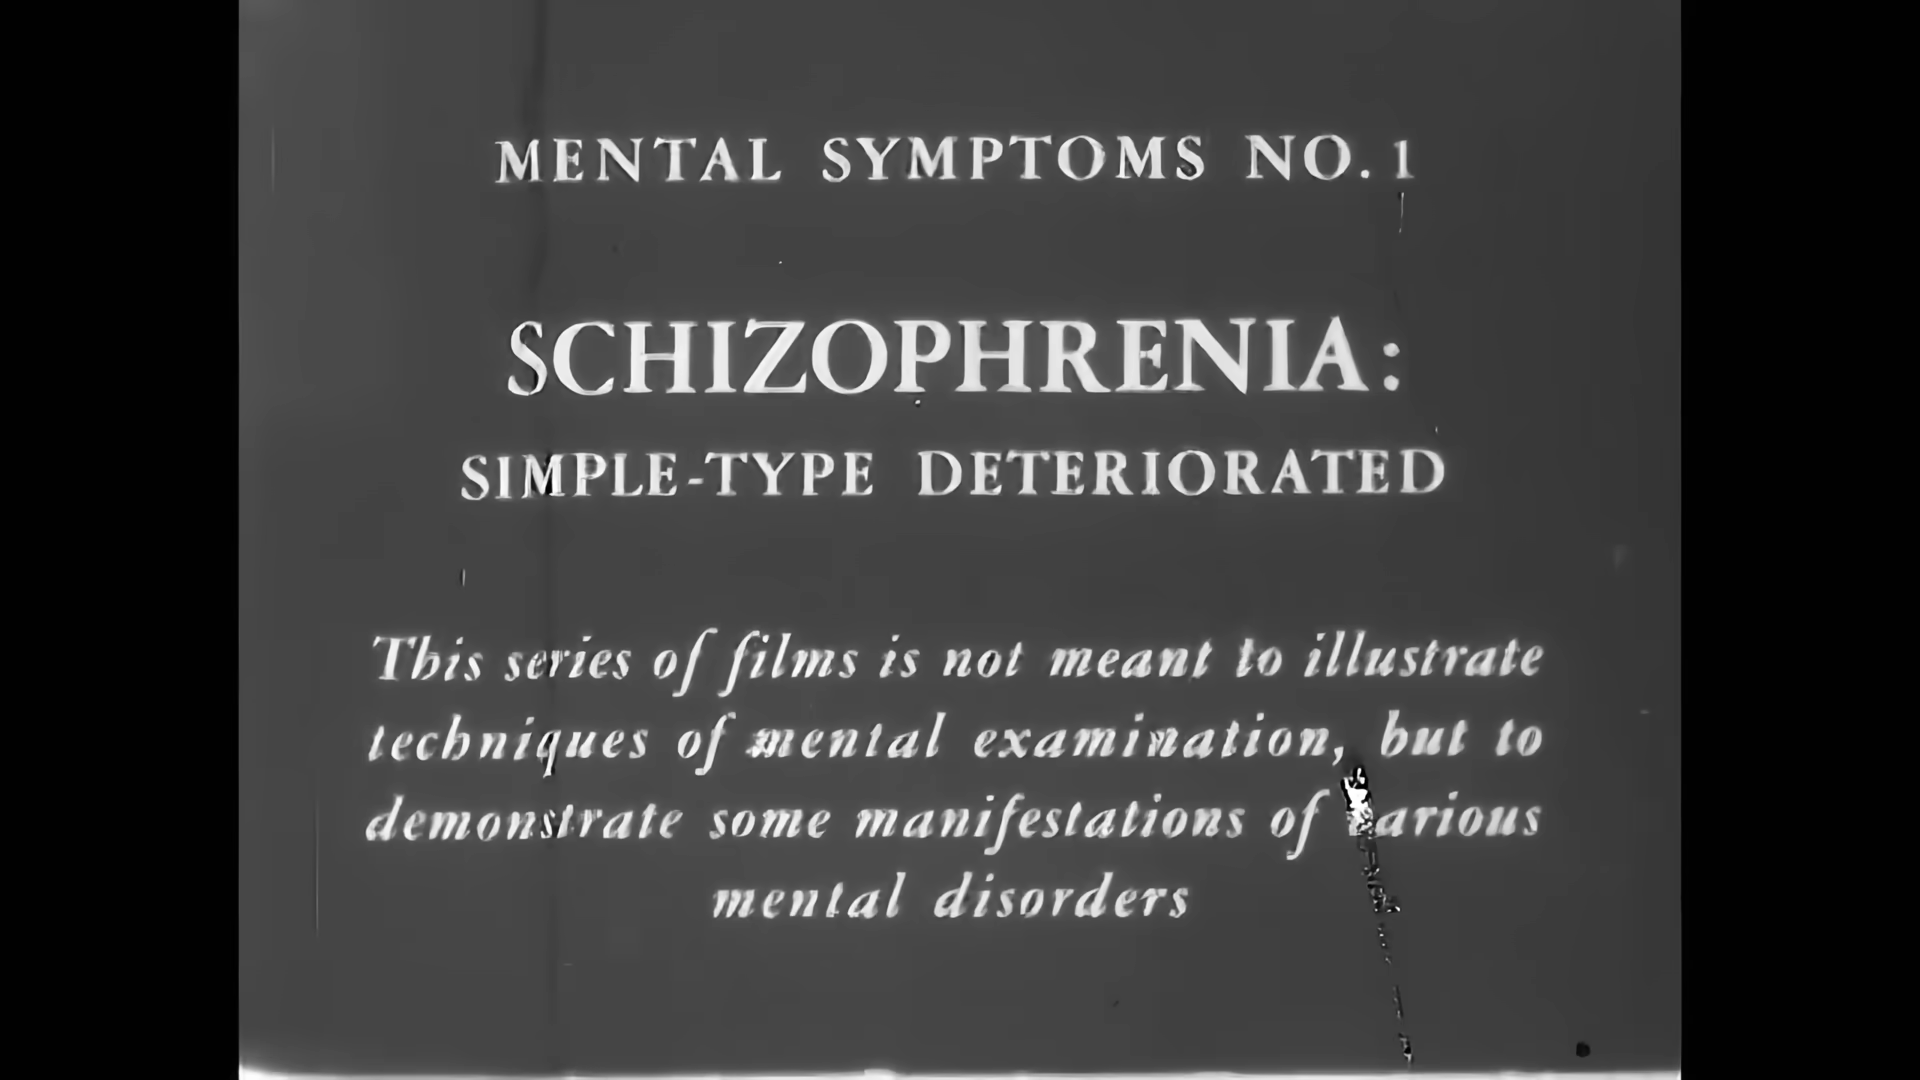 MENTAL SYMPTOMS NO. 1
SCHIZOPHRENIA:
SIMPLE-TYPE DETERIORATED
This series of films is not meant to illustrate
techniques of mental examination, but to
demonstrate some manifestations of various
mental disorders